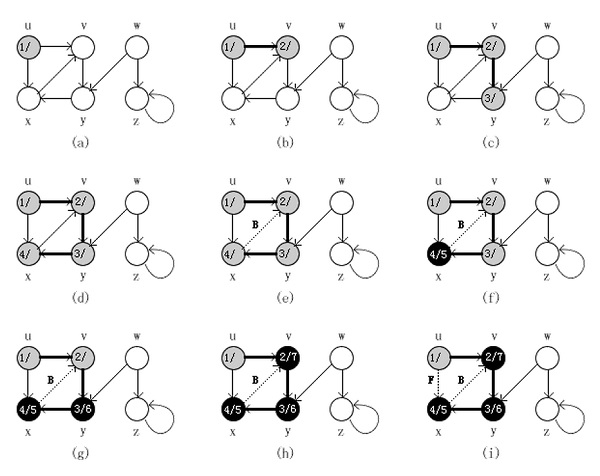 u v w u v w u v w
1/ 1/ 2/ 1/ 2/
3/
x y z x y z x y z
(a) (b) (c)
u v w u v w u v w
1/ 2/ 1/ 2/ 1/ 2/
B B
4/ 3/ 4/ 3/ 4/5 3/
x y z x y z x y z
(d) (e) (f)
u v w u v w u v w
1/ 2/ 1/ 2/7 1/ 2/7
B B F B
4/5 3/6 4/5 3/6 4/5 3/6
x y z x y z x y z
(g) (h) (i)